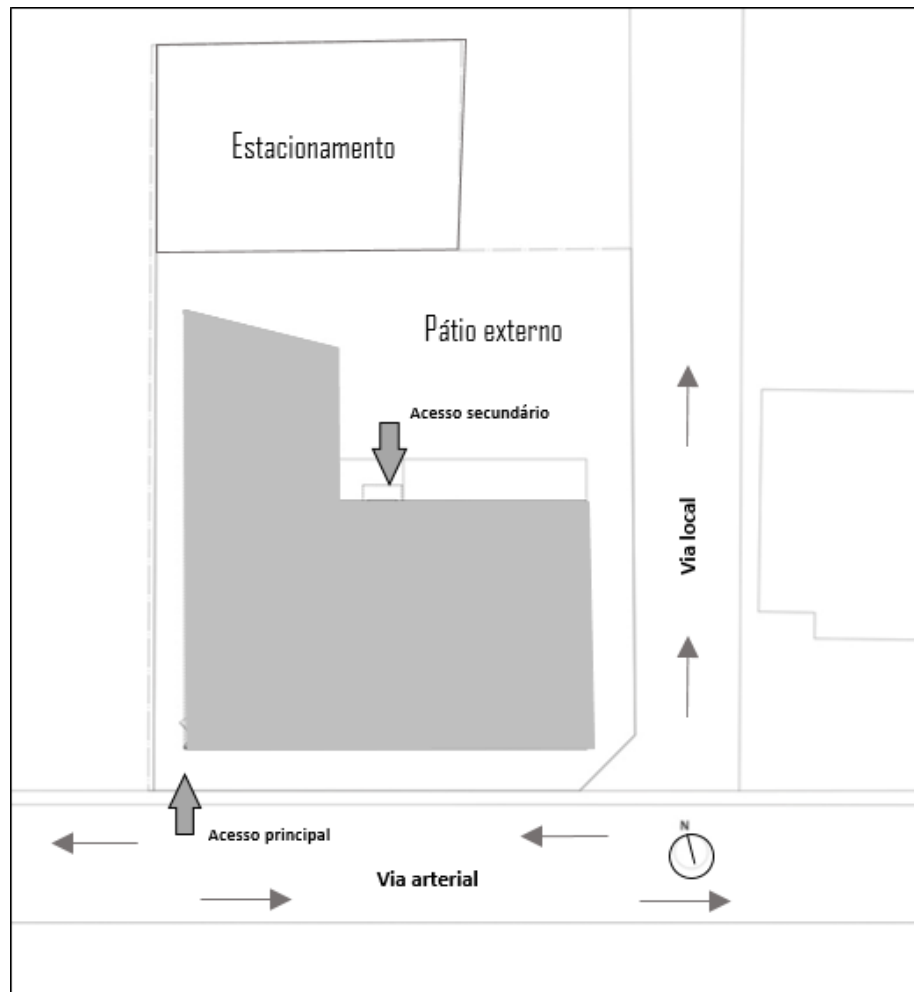 Estacionamento
Pátio externo
Acesso secundário
Via local
Acesso principal
N
Via arterial